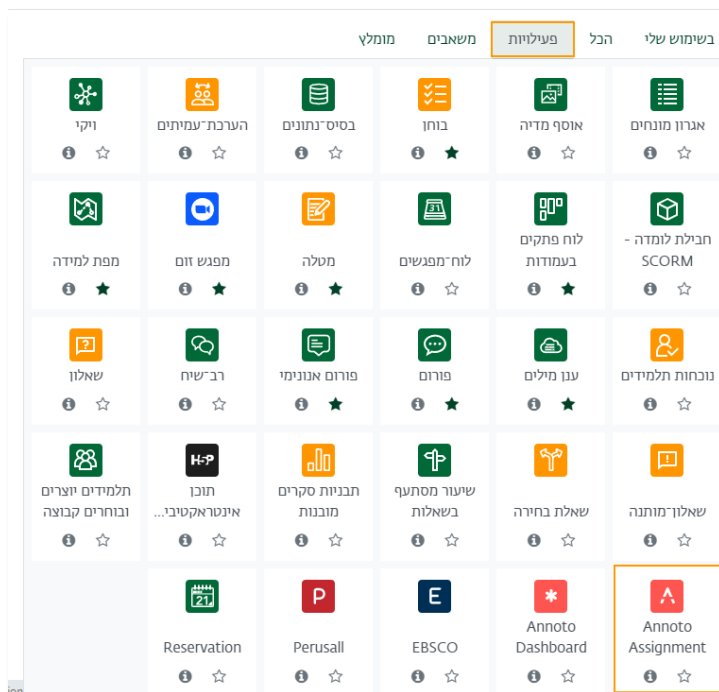 בשימוש שלי
הכל
פעילויות
משאבים
מומלץ
אגרון מונחים
אוסף מדיה
בוחן
בסיס־נתונים
הערכת־עמיתים
ויקי
חבילת לומדה -
SCORM
לוח פתקים
בעמודות
31
לוח־מפגשים
מטלה
מפגש זום
מפת למידה
נוכחות תלמידים
ענן מילים
פורום
פורום אנונימי
רב־שיח
שאלון
שאלון־מותנה
שאלת בחירה
שיעור מסתעף
בשאלות
תבניות סקרים
מובנות
H-P
תוכן
אינטראקטיבי...
תלמידים יוצרים
ובוחרים קבוצה
Annoto
Assignment
Annoto
Dashboard
E
EBSCO
P
Perusall
21
Reservation